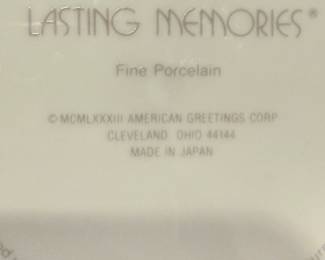 LASTING MEMORIES®
Fine Porcelain
© MCMLXXXIII AMERICAN GREETINGS CORP
CLEVELAND, OHIO 44144
MADE IN JAPAN